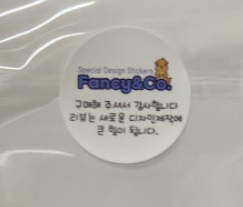 Special Design Stickers
Fancy&Co.
구매해 주셔서 감사합니다
리뷰는 새로운 디자인제작에
큰 힘이 됩니다.